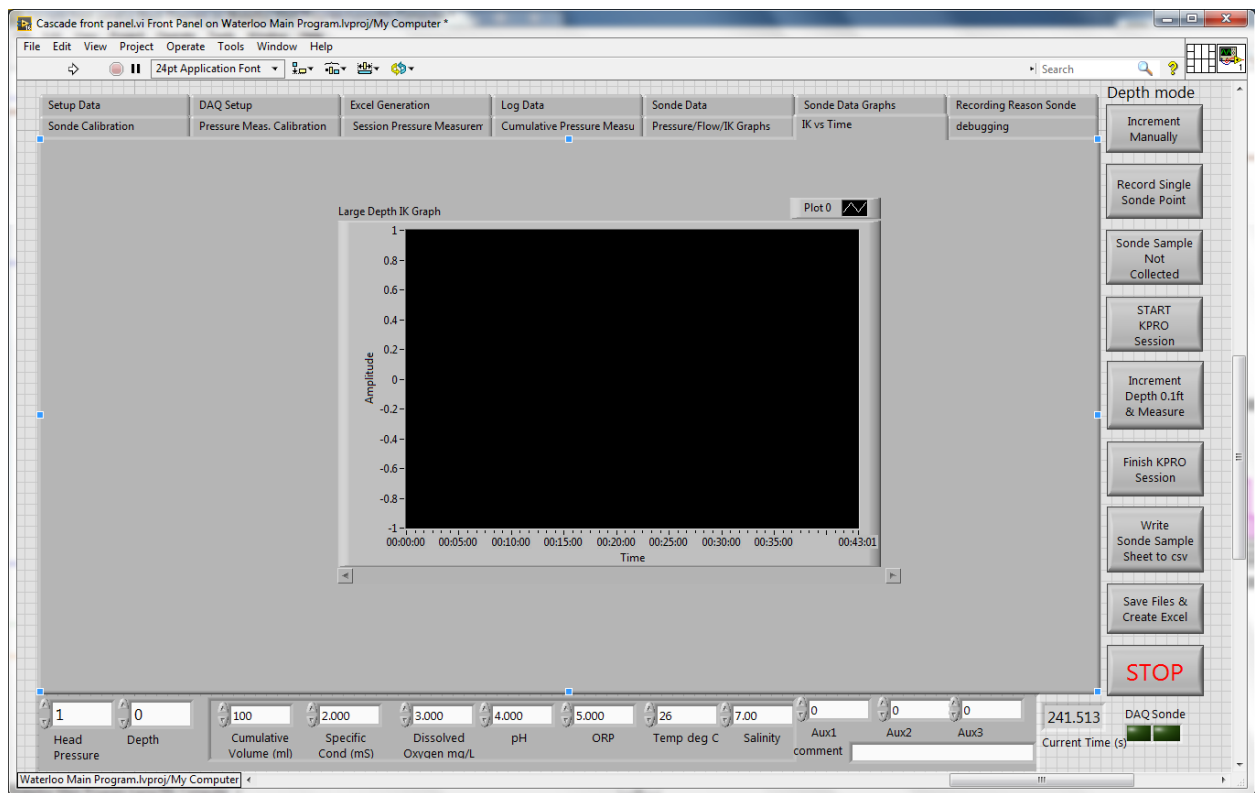 Cascade front panel.vi Front Panel on Waterloo Main Program.lvproj/My Computer *
File Edit View Project Operate Tools Window Help
24pt Application Font
Search
1
Setup Data DAQ Setup Excel Generation Log Data Sonde Data Sonde Data Graphs Recording Reason Sonde
Sonde Calibration Pressure Meas. Calibration Session Pressure Measurem Cumulative Pressure Measu Pressure/Flow/IK Graphs IK vs Time debugging
Large Depth IK Graph
Plot 0
1
0.8
0.6
0.4
0.2
0
-0.2
-0.4
-0.6
-0.8
-1
Amplitude
00:00:00 00:05:00 00:10:00 00:15:00 00:20:00 00:25:00 00:30:00 00:35:00 00:43:01
Time
Depth mode
Increment
Manually
Record Single
Sonde Point
Sonde Sample
Not
Collected
START
KPRO
Session
Increment
Depth 0.1ft
& Measure
Finish KPRO
Session
Write
Sonde Sample
Sheet to csv
Save Files &
Create Excel
STOP
1 0 100 2.000 3.000 4.000 5.000 26 7.00 0 0 0
Head
Pressure
Depth
Cumulative
Volume (ml)
Specific
Cond (mS)
Dissolved
Oxygen mg/L
pH
ORP
Temp deg C
Salinity
Aux1
Aux2
Aux3
comment
241.513
Current Time (s)
DAQ Sonde
Waterloo Main Program.lvproj/My Computer